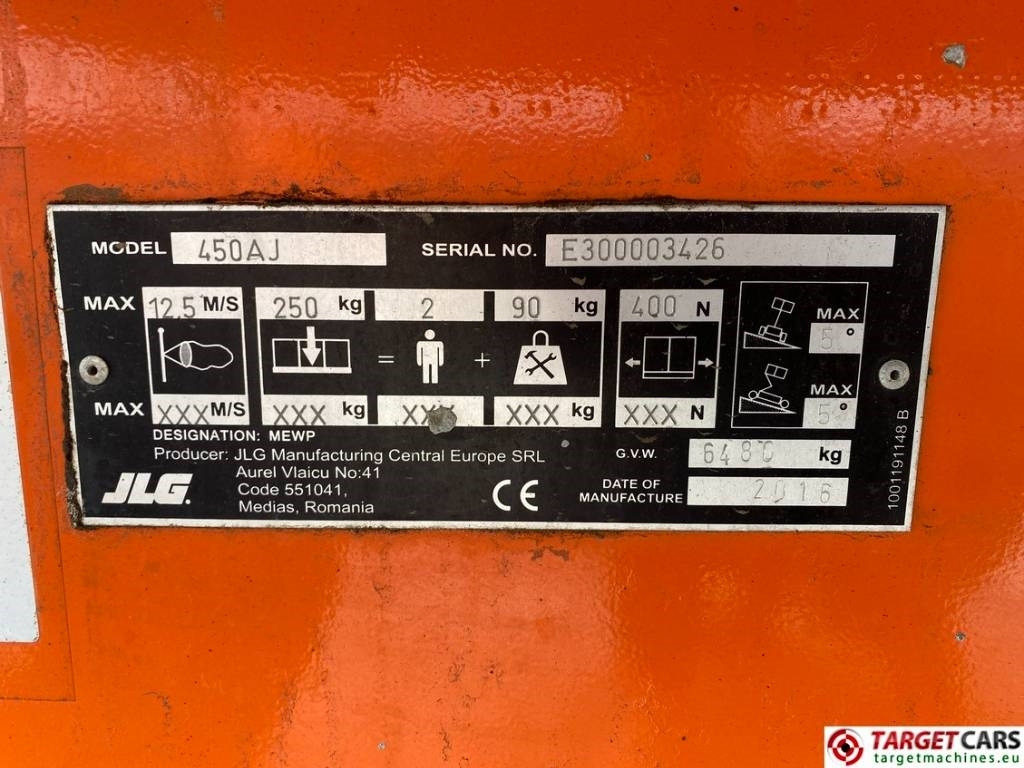 MODEL 450AJ SERIAL NO. E300003426
MAX 12,5 M/S 250 kg 2 90 kg 400 N
= +
MAX 5°
MAX 5°
MAX XXX M/S XXX kg XXX XXX kg XXX N
DESIGNATION: MEWP
Producer: JLG Manufacturing Central Europe SRL
Aurel Vlaicu No:41
Code 551041,
Medias, Romania
JLG.
CE
G.V.W. 6480 kg
DATE OF
MANUFACTURE 2016
1001191148 B
TARGETCARS
targetmachines.eu